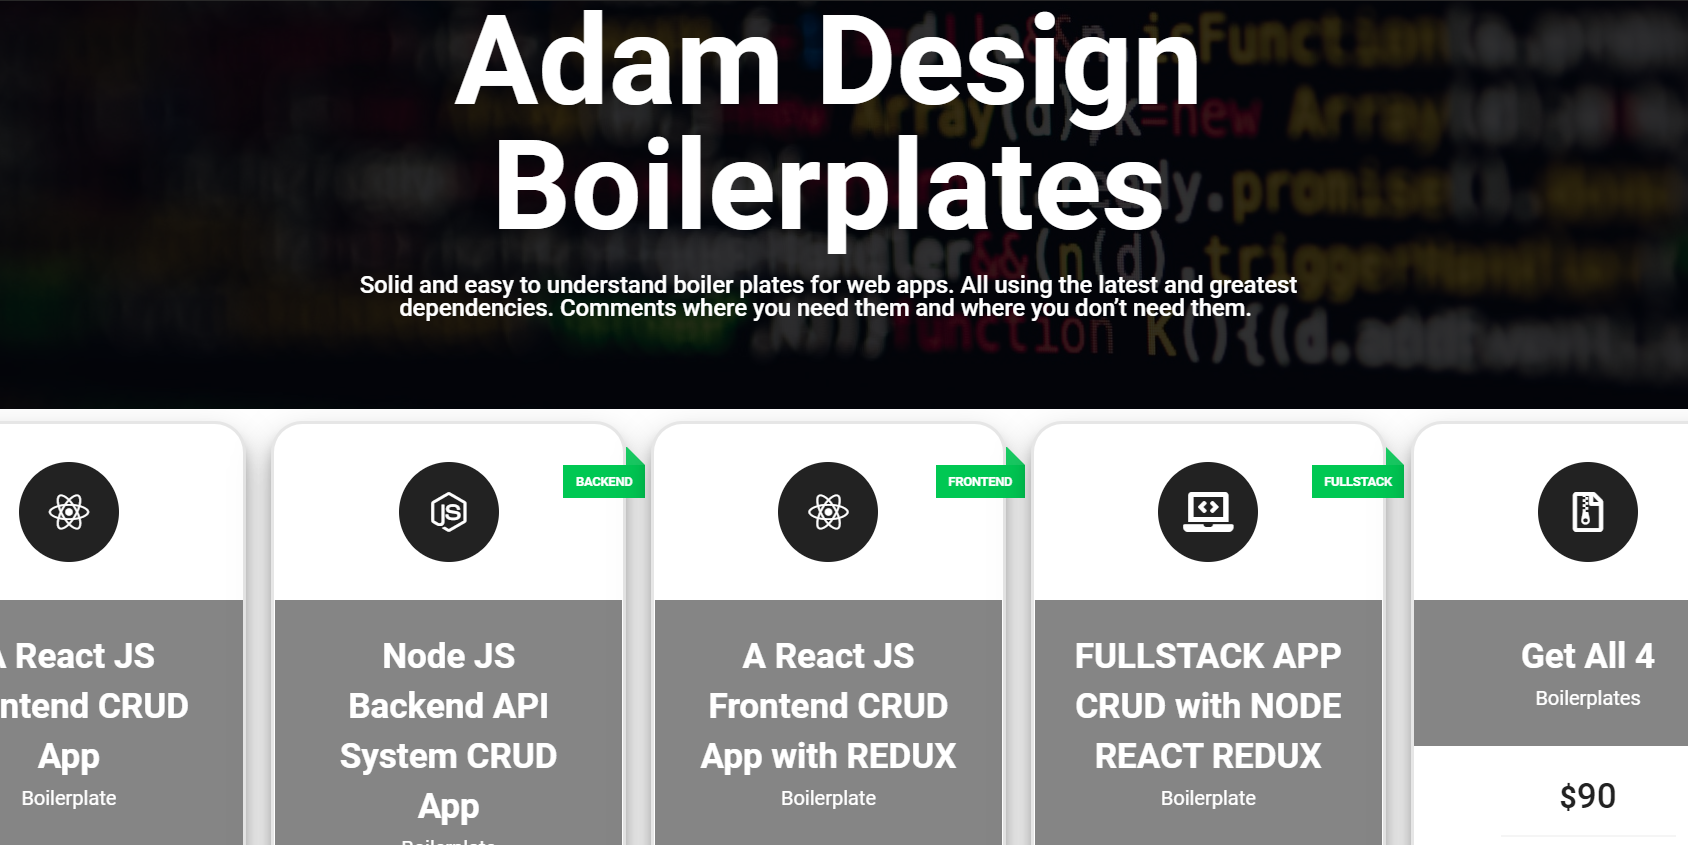 Adam Design
Boilerplates
Solid and easy to understand boiler plates for web apps. All using the latest and greatest
dependencies. Comments where you need them and where you don’t need them.
React JS
CRUD
App
Boilerplate
JS
BACKEND
Node JS
Backend API
System CRUD
App
FRONTEND
A React JS
Frontend CRUD
App with REDUX
Boilerplate
FULLSTACK
FULLSTACK APP
CRUD with NODE
REACT REDUX
Boilerplate
Get All 4
Boilerplates
$90